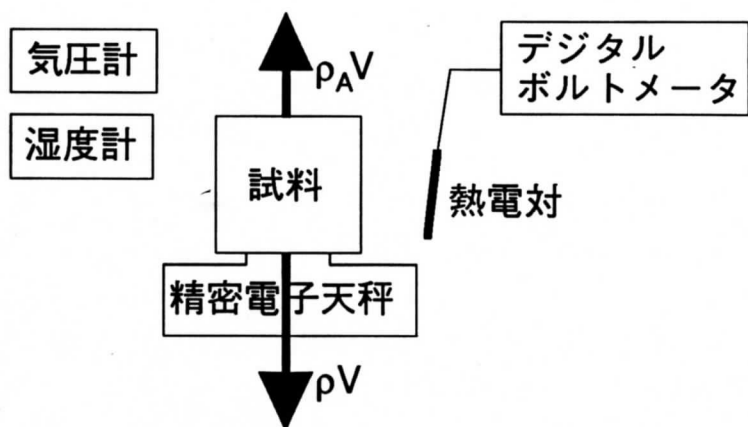 気圧計
湿度計
ρAV
試料
デジタル
ボルトメータ
熱電対
精密電子天秤
ρV